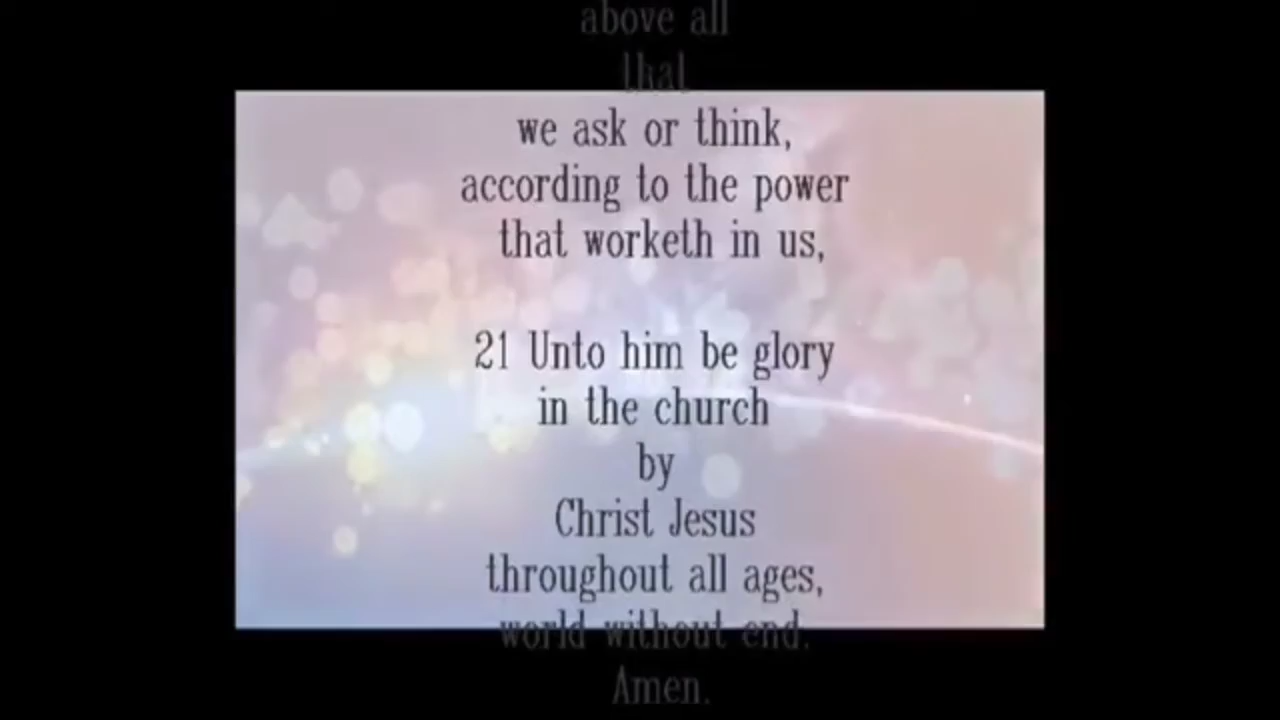 above all
that
we ask or think,
according to the power
that worketh in us,
21 Unto him be glory
in the church
by
Christ Jesus
throughout all ages,
world without end.
Amen.